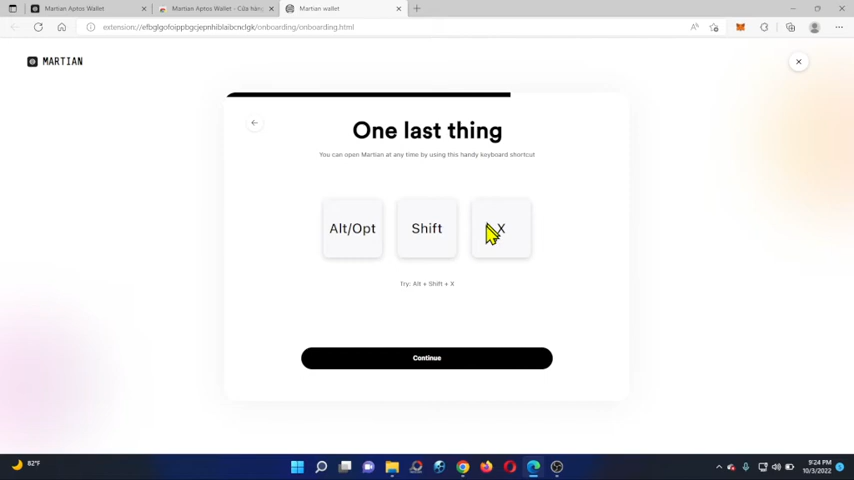 Martian Aptos Wallet
Martian Aptos Wallet - Cửa hàng
Martian wallet
extension://efbglgofoippbgcjepnhiblaibcnclgk/onboarding/onboarding.html
MARTIAN
One last thing
You can open Martian at any time by using this handy keyboard shortcut
Alt/Opt
Shift
X
Try: Alt + Shift + X
Continue
82°F
9:24 PM
10/3/2022